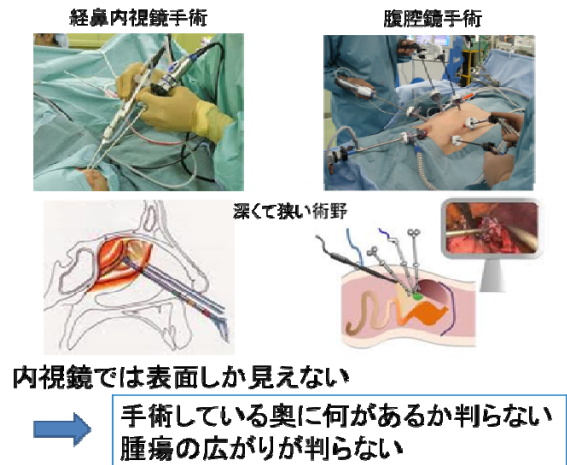 経鼻内視鏡手術
腹腔鏡手術
深くて狭い術野
内視鏡では表面しか見えない
手術している奥に何があるか判らない
腫瘍の広がりが判らない